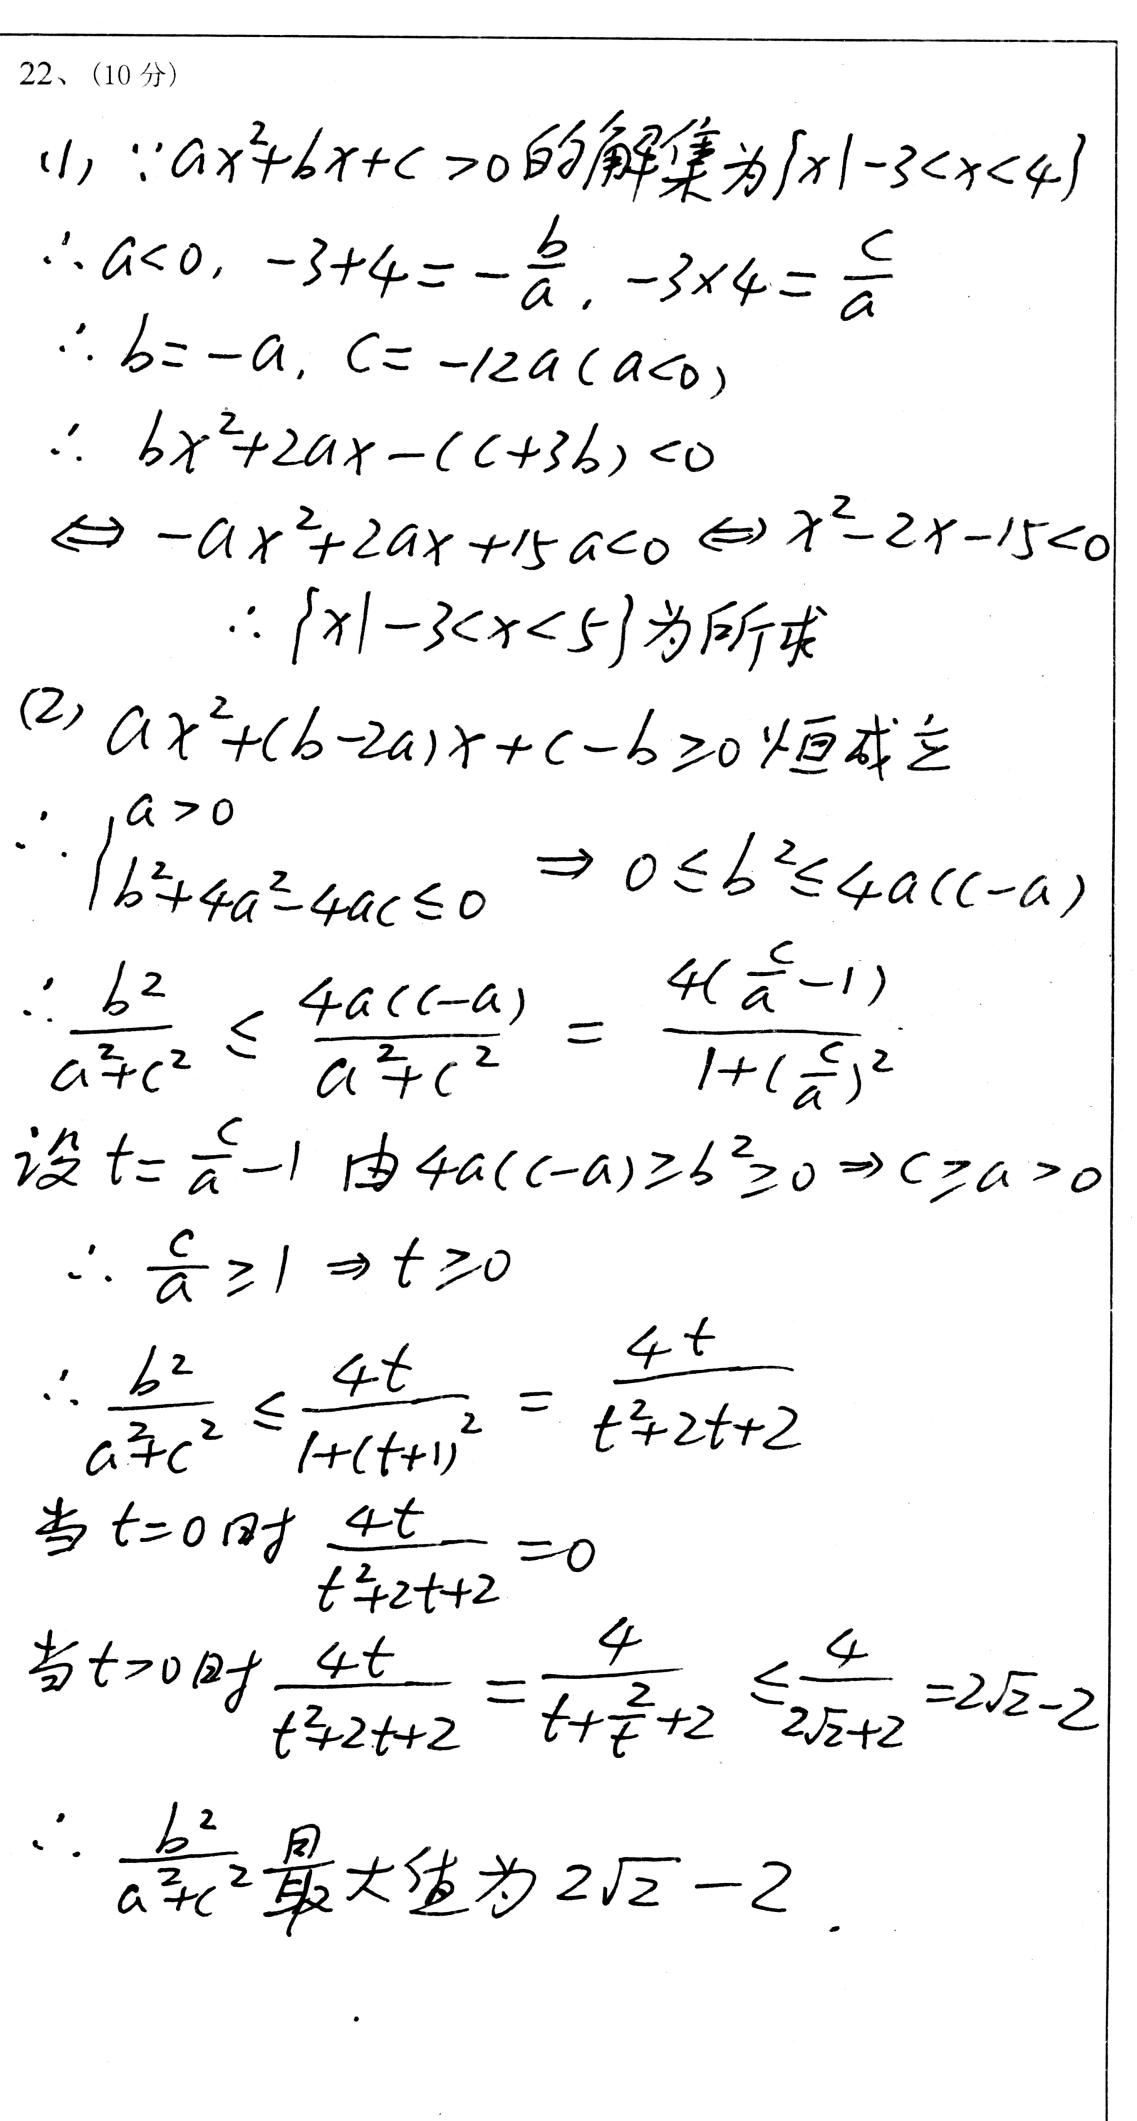 22、(10 分)
(1) ∵ ax²+bx+c>0的解集为{x|-3<x<4}
∴ a<0, -3+4=-b/a, -3×4=c/a
∴ b=-a, c=-12a(a<0)
∴ bx²+2ax-(c+3b)<0
⇔ -ax²+2ax+15a<0 ⇔ x²-2x-15<0
∴ {x|-3<x<5}为所求
(2) ax²+(b-2a)x+c-b≥0恒成立
∴ { a>0
b²+4a²-4ac≤0 ⇒ 0≤b²≤4a(c-a)
∴ b²/(a²+c²) ≤ 4a(c-a)/(a²+c²) = 4(c/a-1)/(1+(c/a)²)
设 t=c/a-1 由4a(c-a)≥b²≥0⇒c≥a>0
∴ c/a≥1 ⇒ t≥0
∴ b²/(a²+c²) ≤ 4t/(1+(t+1)²) = 4t/(t²+2t+2)
当 t=0时 4t/(t²+2t+2)=0
当t>0时 4t/(t²+2t+2) = 4/(t+2/t+2) ≤ 4/(2√2+2) =2√2-2
∴ b²/(a²+c²)最大值为 2√2-2.